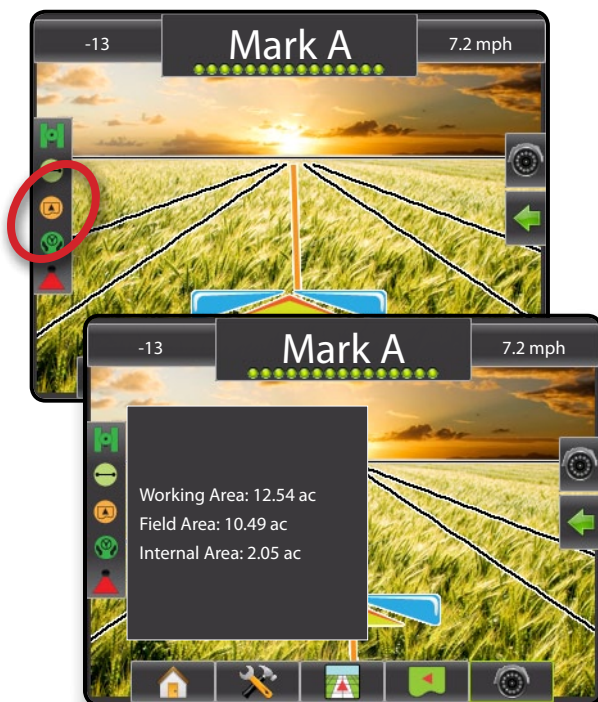 -13
Mark A
7.2 mph
-13
Mark A
7.2 mph
Working Area: 12.54 ac
Field Area: 10.49 ac
Internal Area: 2.05 ac